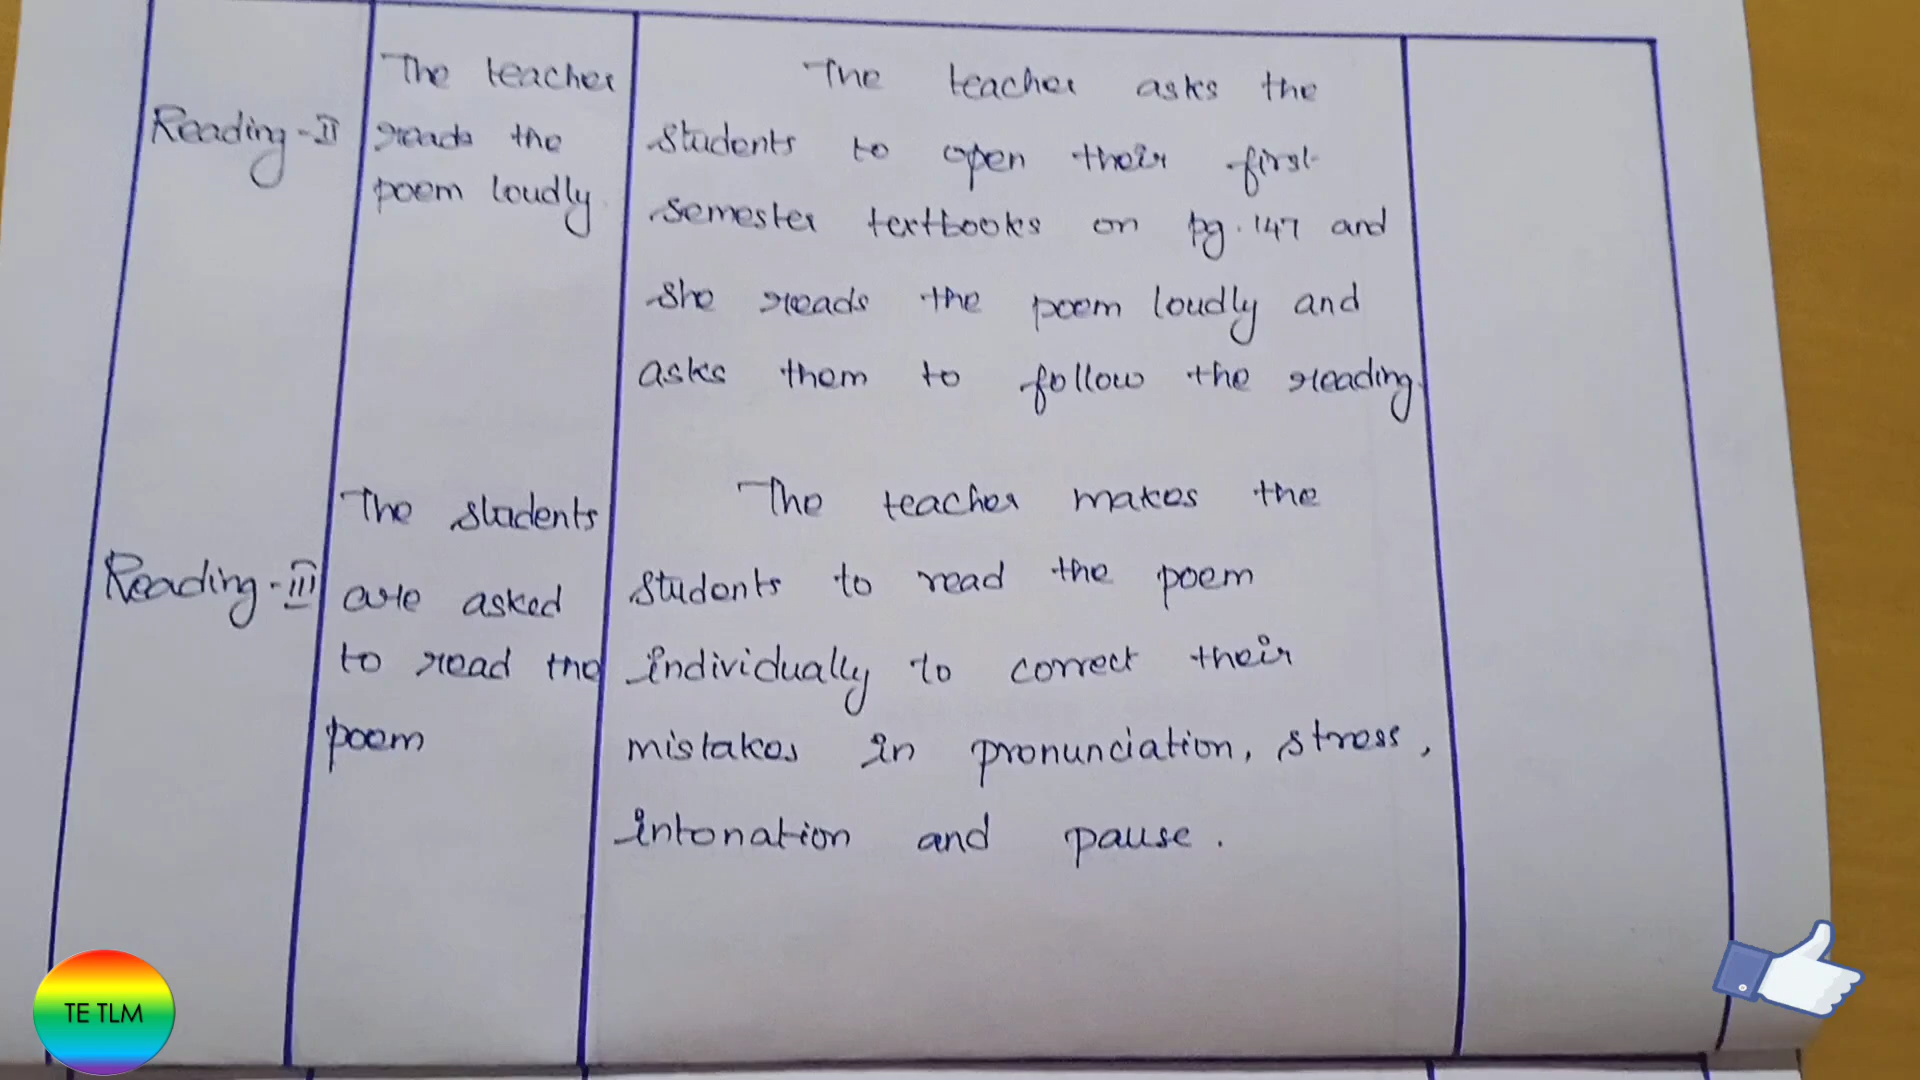 Reading-II
The teacher
reads the
poem loudly.
The teacher asks the
students to open their first
semester textbooks on pg.147 and
she reads the poem loudly and
asks them to follow the reading.
Reading-III
The students
are asked
to read the
poem
The teacher makes the
students to read the poem
individually to correct their
mistakes in pronunciation, stress,
intonation and pause.
TE TLM